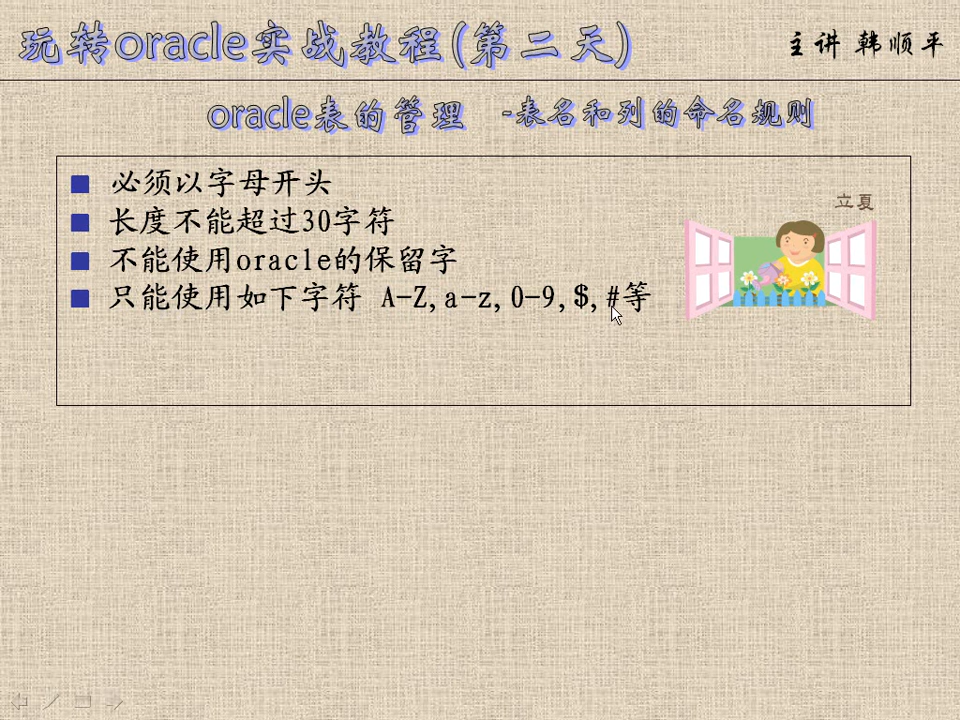 玩转oracle实战教程(第二天)
主讲 韩顺平
oracle表的管理 -表名和列的命名规则
必须以字母开头
长度不能超过30字符
不能使用oracle的保留字
只能使用如下字符 A-Z,a-z,0-9,$,#等
立夏